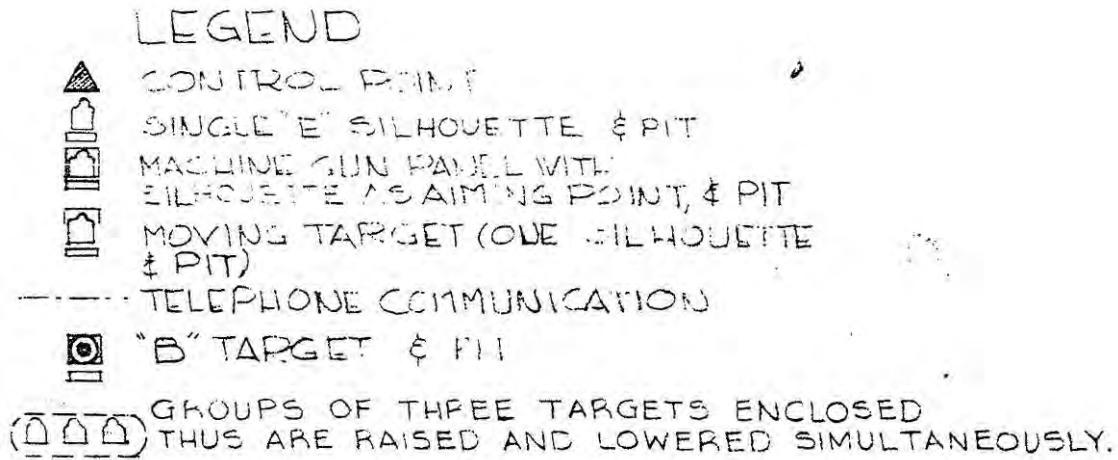 LEGEND
CONTROL POINT
SINGLE "E" SILHOUETTE & PIT
MACHINE GUN PANEL WITH
SILHOUETTE AS AIMING POINT, & PIT
MOVING TARGET (ONE SILHOUETTE
& PIT)
TELEPHONE COMMUNICATION
"B" TARGET & PIT
GROUPS OF THREE TARGETS ENCLOSED
THUS ARE RAISED AND LOWERED SIMULTANEOUSLY.